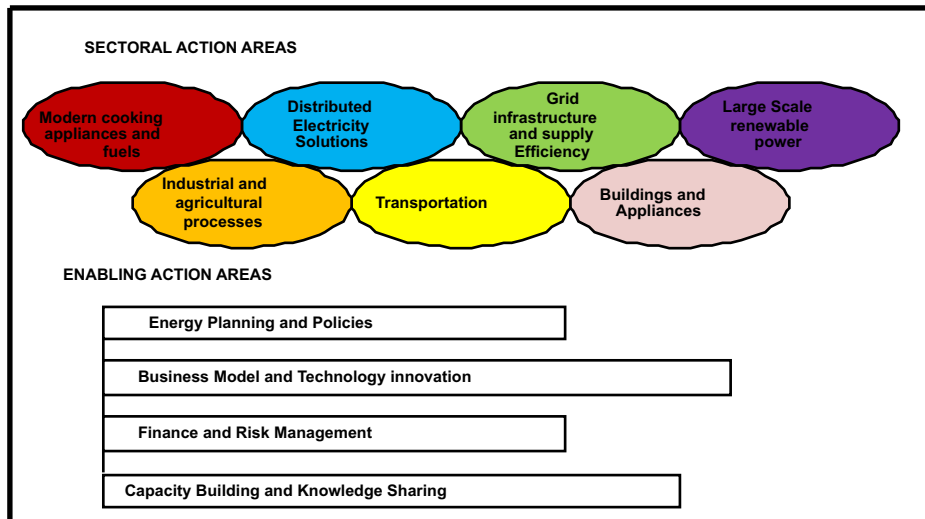 SECTORAL ACTION AREAS
Modern cooking
appliances and
fuels
Distributed
Electricity
Solutions
Grid
infrastructure
and supply
Efficiency
Large Scale
renewable
power
Industrial and
agricultural
processes
Transportation
Buildings and
Appliances
ENABLING ACTION AREAS
Energy Planning and Policies
Business Model and Technology innovation
Finance and Risk Management
Capacity Building and Knowledge Sharing